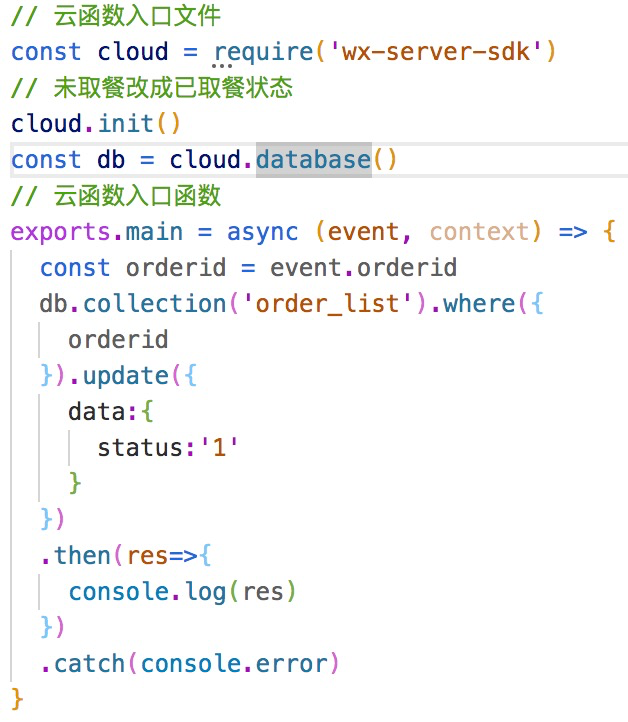 // 云函数入口文件
const cloud = require('wx-server-sdk')
// 未取餐改成已取餐状态
cloud.init()
const db = cloud.database()
// 云函数入口函数
exports.main = async (event, context) => {
  const orderid = event.orderid
  db.collection('order_list').where({
    orderid
  }).update({
    data:{
      status:'1'
    }
  })
  .then(res=>{
    console.log(res)
  })
  .catch(console.error)
}